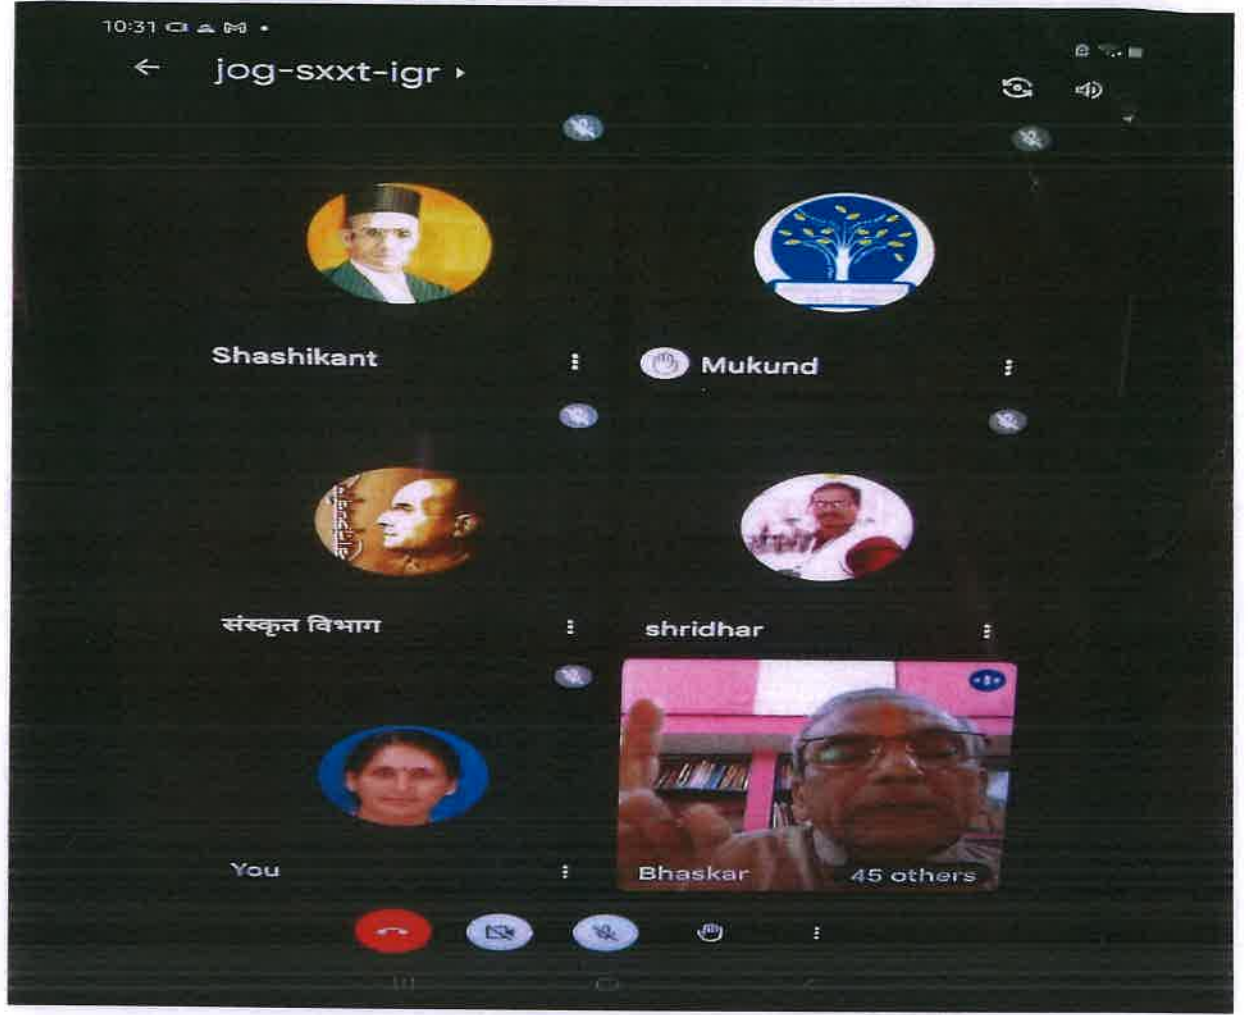 10:31
jog-sxxt-igr
Shashikant
Mukund
संस्कृत विभाग
shridhar
You
Bhaskar
45 others